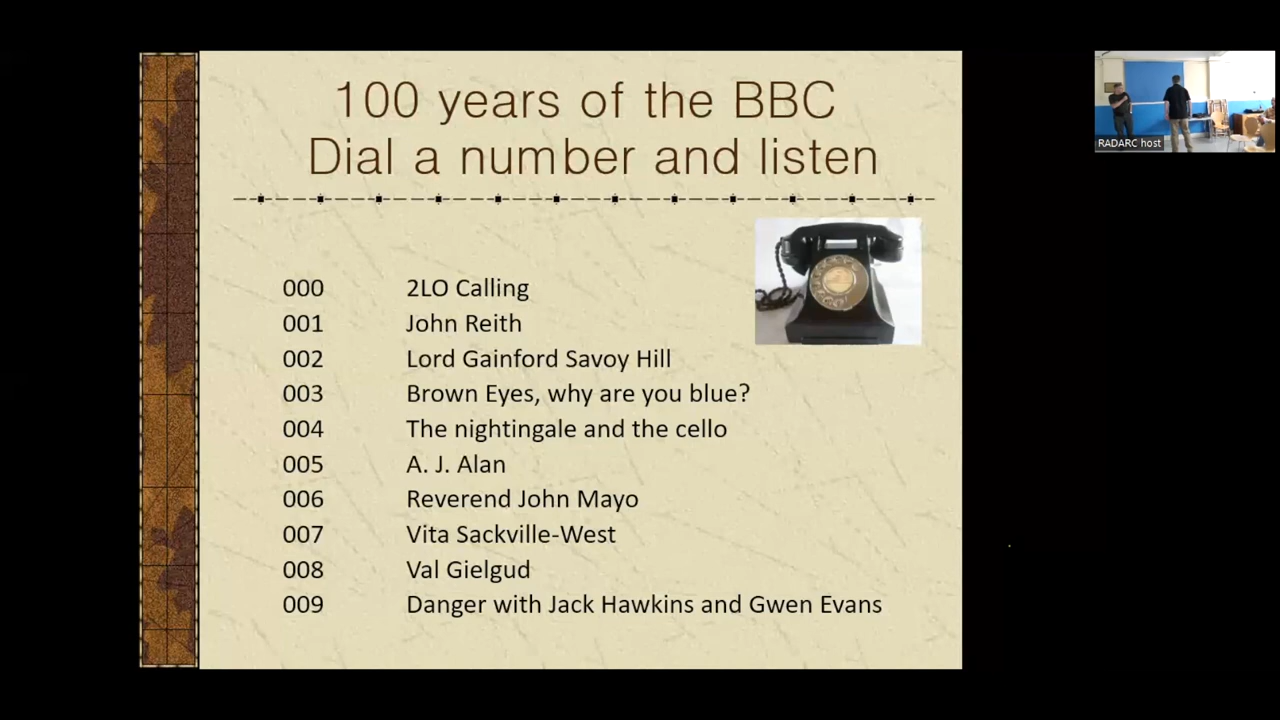 100 years of the BBC
Dial a number and listen
000 2LO Calling
001 John Reith
002 Lord Gainford Savoy Hill
003 Brown Eyes, why are you blue?
004 The nightingale and the cello
005 A. J. Alan
006 Reverend John Mayo
007 Vita Sackville-West
008 Val Gielgud
009 Danger with Jack Hawkins and Gwen Evans
RADARC host